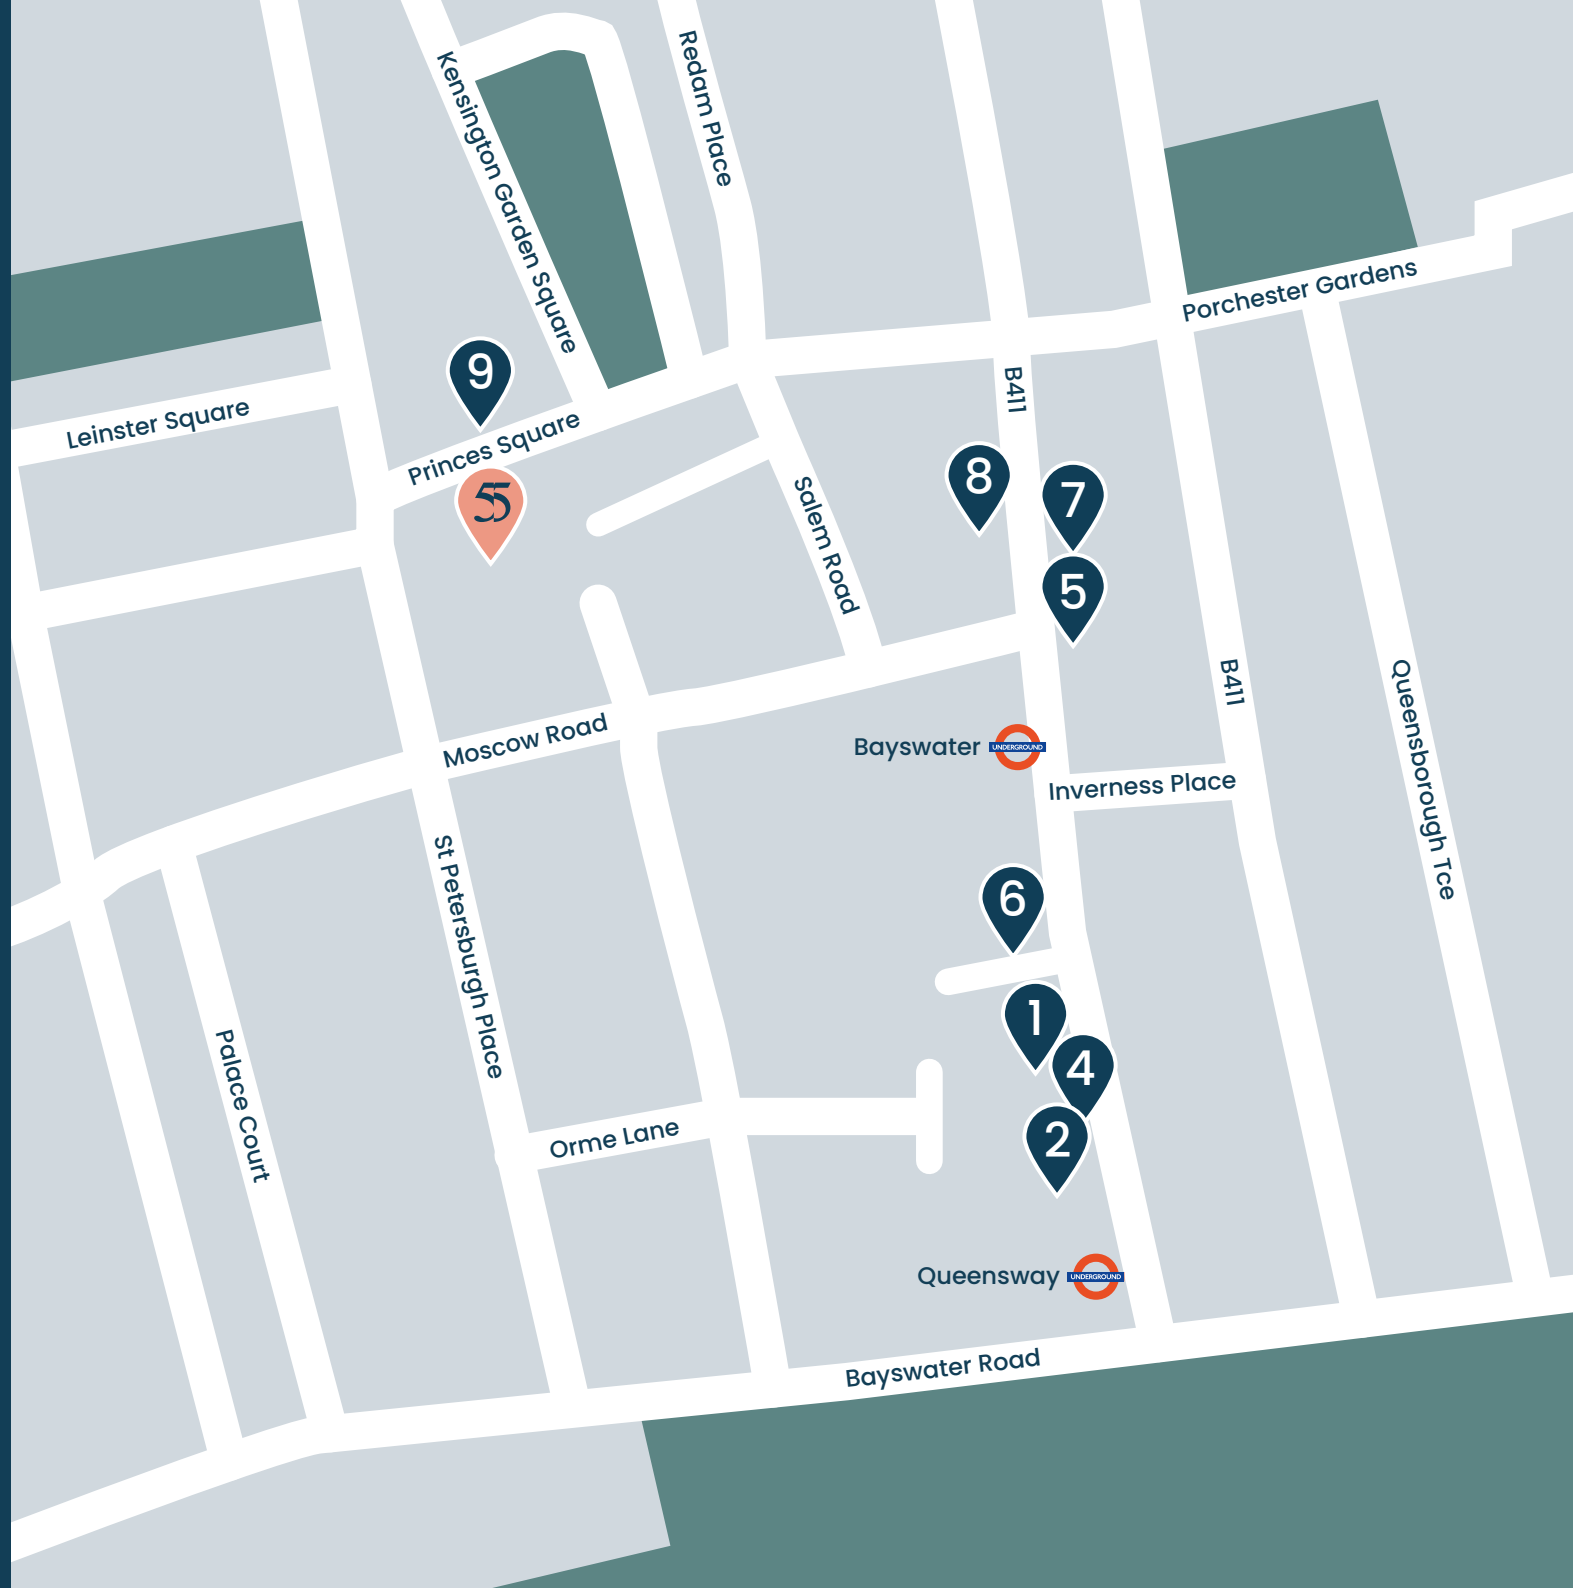 Kensington Garden Square
Redam Place
Porchester Gardens
9
B411
Leinster Square
Princes Square
55
8
7
Salem Road
5
B411
Queensborough Tce
Moscow Road
Bayswater
UNDERGROUND
Inverness Place
St Petersburgh Place
6
1
4
Palace Court
Orme Lane
2
Queensway
UNDERGROUND
Bayswater Road